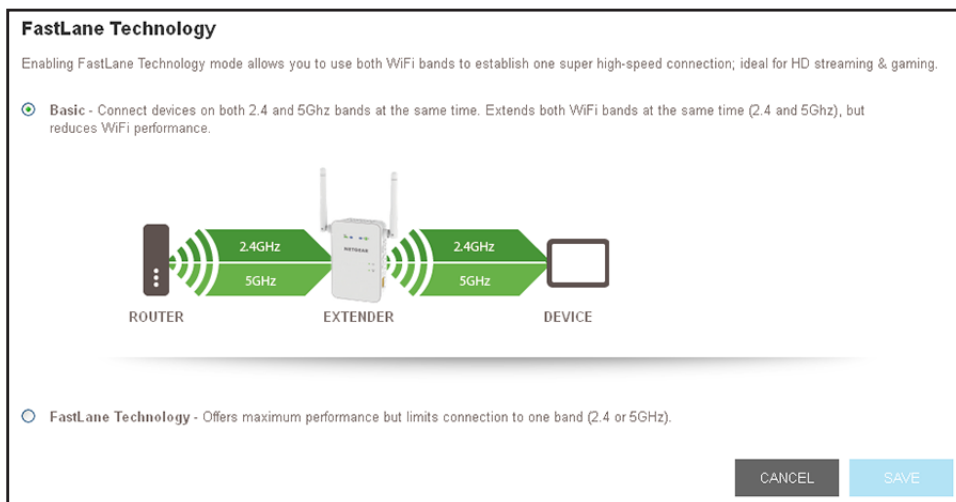 FastLane Technology
Enabling FastLane Technology mode allows you to use both WiFi bands to establish one super high-speed connection; ideal for HD streaming & gaming.
Basic - Connect devices on both 2.4 and 5Ghz bands at the same time. Extends both WiFi bands at the same time (2.4 and 5Ghz), but
reduces WiFi performance.
NETGEAR
2.4GHz 2.4GHz
5GHz 5GHz
ROUTER EXTENDER DEVICE
FastLane Technology - Offers maximum performance but limits connection to one band (2.4 or 5GHz).
CANCEL SAVE